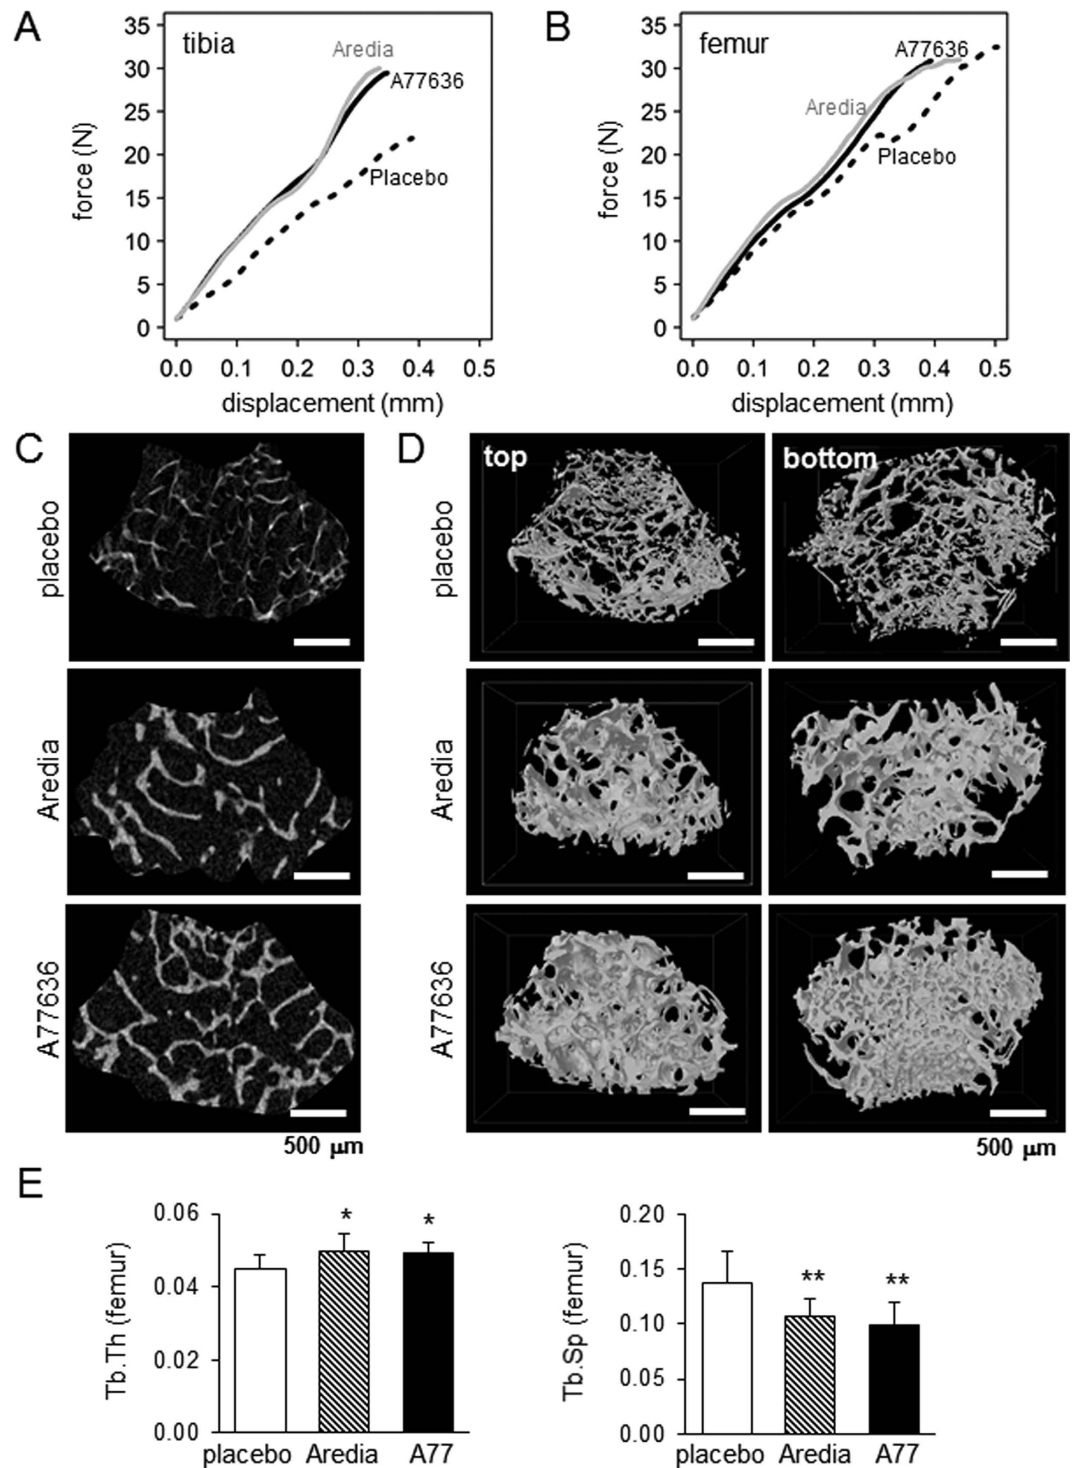 A
tibia
Aredia
A77636
Placebo
35
30
25
20
15
10
5
0
force (N)
0.0 0.1 0.2 0.3 0.4 0.5
displacement (mm)
B
femur
A77636
Aredia
Placebo
35
30
25
20
15
10
5
0
force (N)
0.0 0.1 0.2 0.3 0.4 0.5
displacement (mm)
C
placebo
Aredia
A77636
500 μm
D
top bottom
placebo
Aredia
A77636
500 μm
E
0.06
0.04
0.02
0.00
Tb.Th (femur)
* *
placebo Aredia A77
0.20
0.15
0.10
0.05
0.00
Tb.Sp (femur)
** **
placebo Aredia A77